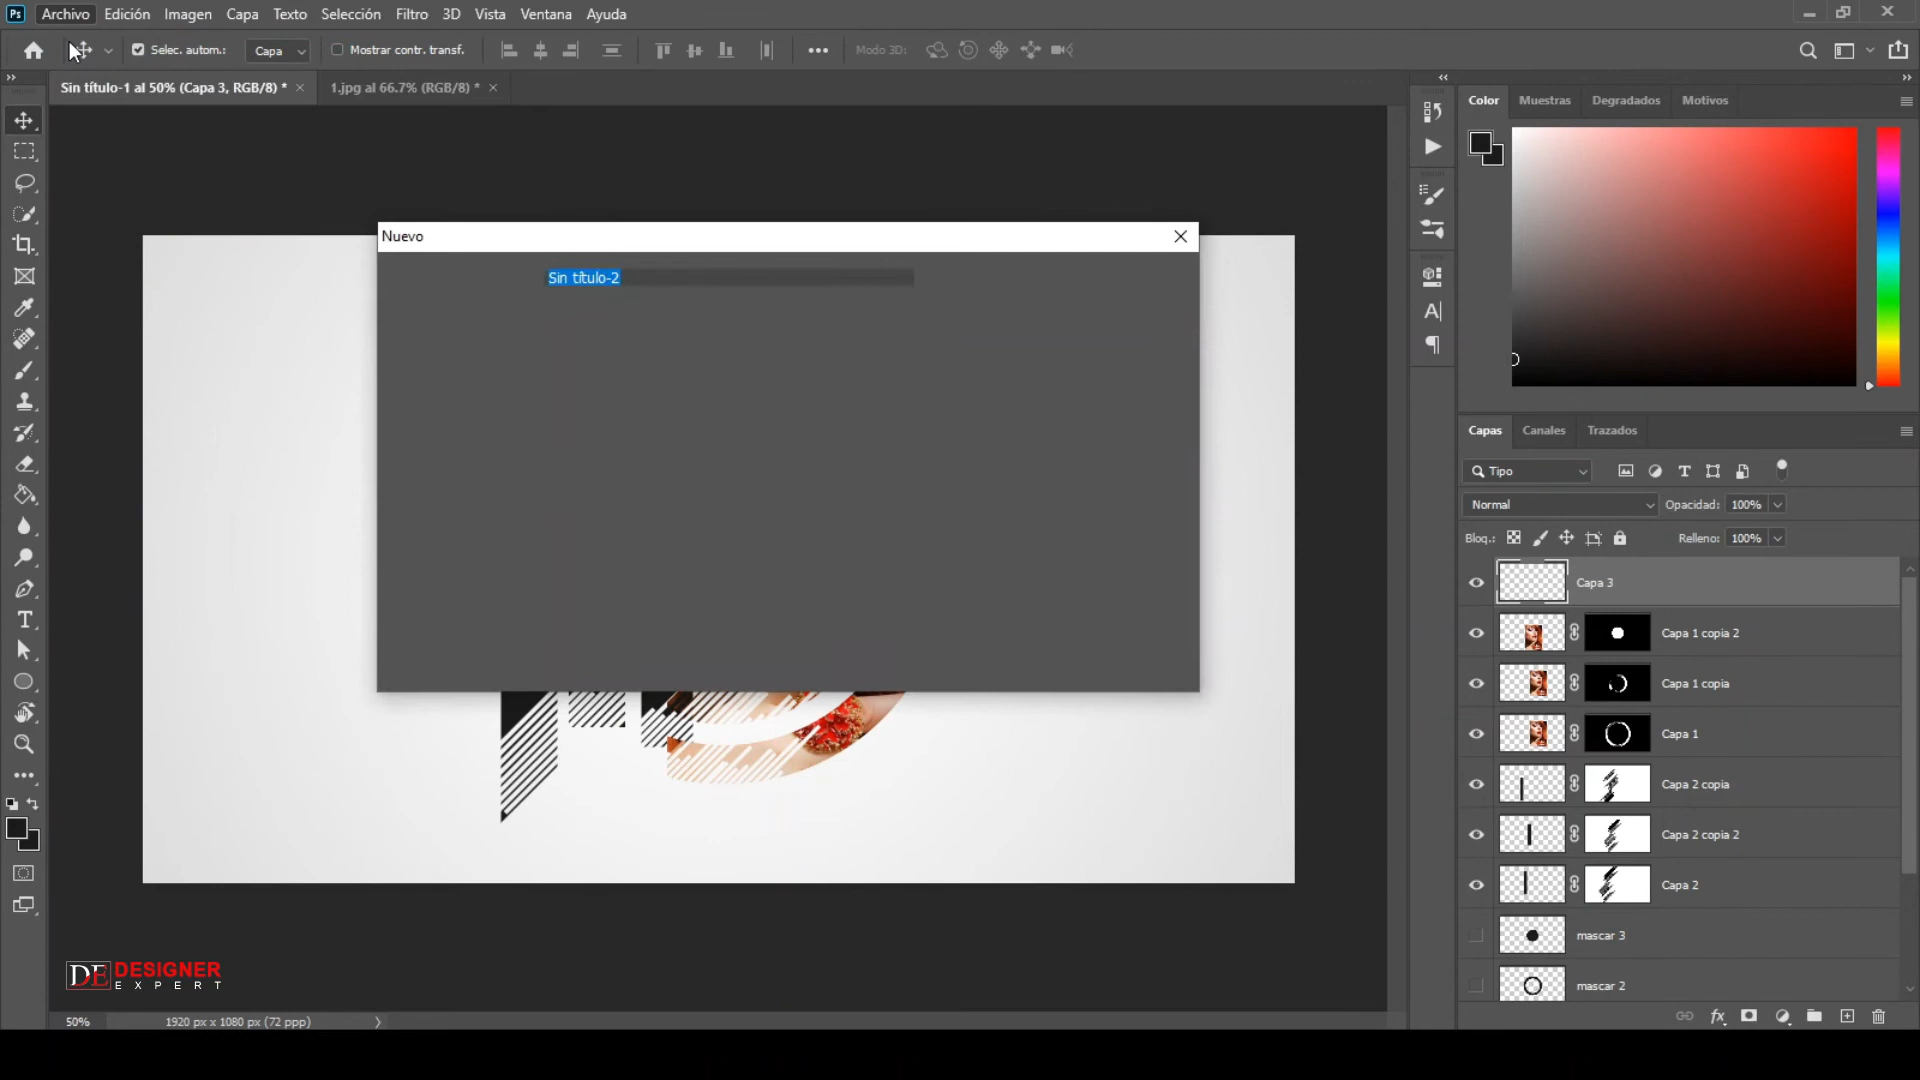 Ps Archivo Edición Imagen Capa Texto Selección Filtro 3D Vista Ventana Ayuda
Selec. autom.: Capa Mostrar contr. transf. Modo 3D:
Sin título-1 al 50% (Capa 3, RGB/8) * × 1.jpg al 66.7% (RGB/8) * ×
Color Muestras Degradados Motivos
Nuevo
Sin título-2
Capas Canales Trazados
Tipo
Normal Opacidad: 100%
Bloq.: Relleno: 100%
Capa 3
Capa 1 copia 2
Capa 1 copia
Capa 1
Capa 2 copia
Capa 2 copia 2
Capa 2
mascar 3
mascar 2
DE DESIGNER
EXPERT
50% 1920 px x 1080 px (72 ppp)